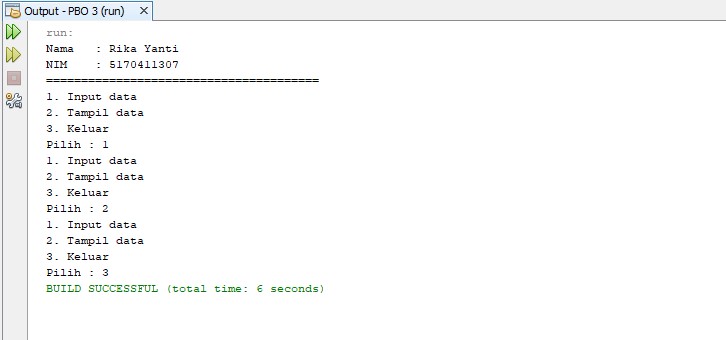 Output - PBO 3 (run)
run:
Nama   : Rika Yanti
NIM    : 5170411307
=======================================
1. Input data
2. Tampil data
3. Keluar
Pilih : 1
1. Input data
2. Tampil data
3. Keluar
Pilih : 2
1. Input data
2. Tampil data
3. Keluar
Pilih : 3
BUILD SUCCESSFUL (total time: 6 seconds)